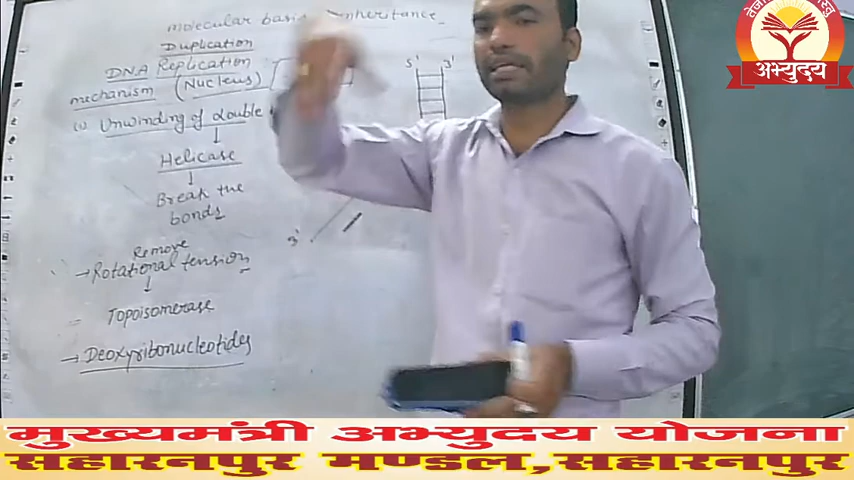 molecular basis inheritance
Duplication
DNA Replication
mechanism (Nucleus)
(i) Unwinding of double
Helicase
Break the
bonds
Remove
→ Rotational tension
Topoisomerase
→ Deoxyribonucleotides
5' 3'
3'
अभ्युदय
मुख्यमंत्री अभ्युदय योजना
सहारनपुर मण्डल,सहारनपुर